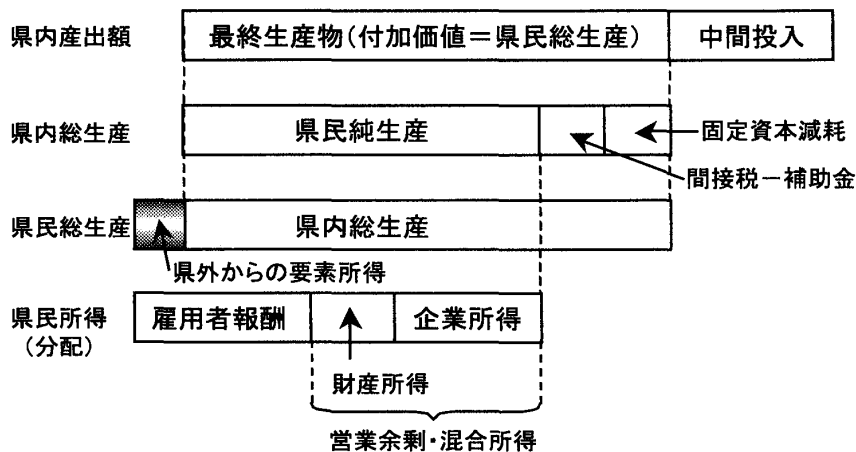 県内産出額 最終生産物(付加価値＝県民総生産) 中間投入
県内総生産 県民純生産 固定資本減耗
間接税－補助金
県民総生産 県内総生産
県外からの要素所得
県民所得 雇用者報酬 企業所得
(分配)
財産所得
営業余剰・混合所得